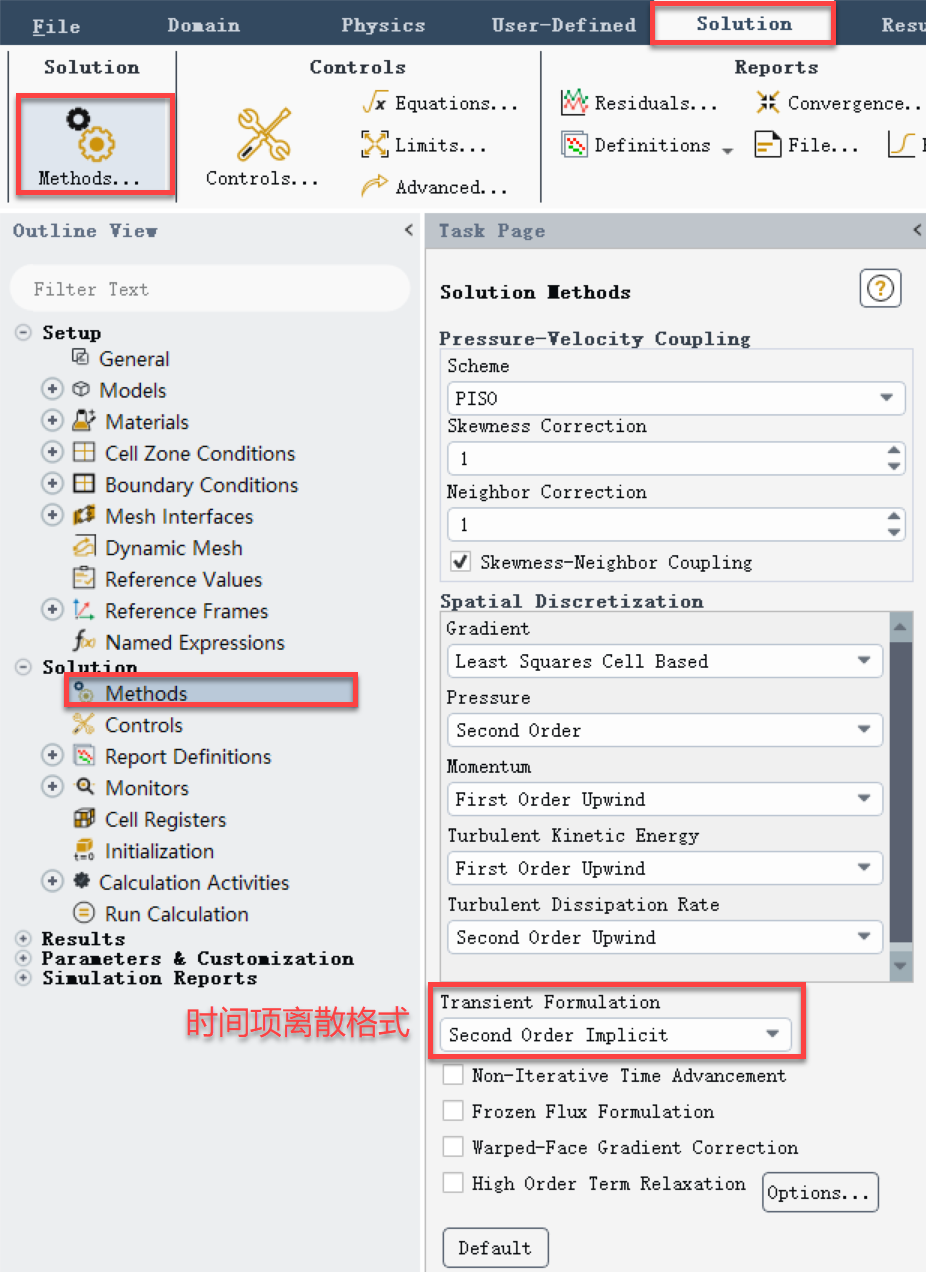 File Domain Physics User-Defined Solution Resu
Solution Controls Reports
Methods...
Controls...
Equations...
Limits...
Advanced...
Residuals... Convergence..
Definitions File...
Outline View
Filter Text
Setup
General
Models
Materials
Cell Zone Conditions
Boundary Conditions
Mesh Interfaces
Dynamic Mesh
Reference Values
Reference Frames
Named Expressions
Solution
Methods
Controls
Report Definitions
Monitors
Cell Registers
Initialization
Calculation Activities
Run Calculation
Results
Parameters & Customization
Simulation Reports
时间项离散格式
Task Page
Solution Methods
?
Pressure-Velocity Coupling
Scheme
PISO
Skewness Correction
1
Neighbor Correction
1
Skewness-Neighbor Coupling
Spatial Discretization
Gradient
Least Squares Cell Based
Pressure
Second Order
Momentum
First Order Upwind
Turbulent Kinetic Energy
First Order Upwind
Turbulent Dissipation Rate
Second Order Upwind
Transient Formulation
Second Order Implicit
Non-Iterative Time Advancement
Frozen Flux Formulation
Warped-Face Gradient Correction
High Order Term Relaxation Options...
Default